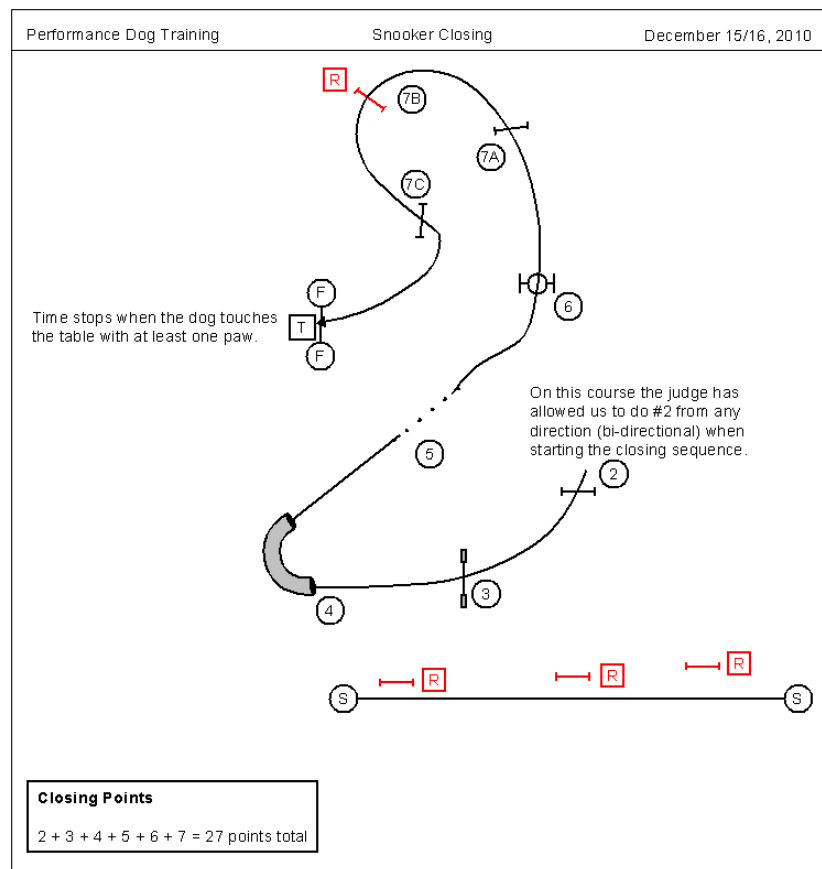 Performance Dog Training
Snooker Closing
December 15/16, 2010
R
7B
7A
7C
6
F
Time stops when the dog touches
the table with at least one paw.
T
F
On this course the judge has
allowed us to do #2 from any
direction (bi-directional) when
starting the closing sequence.
5
2
3
4
R
R
R
S
S
Closing Points
2 + 3 + 4 + 5 + 6 + 7 = 27 points total